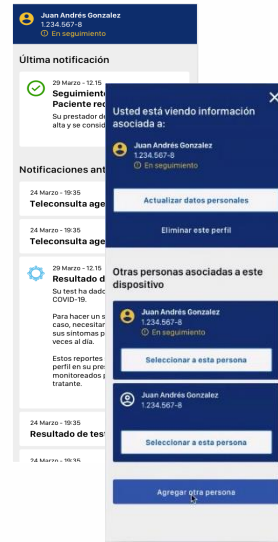 Juan Andrés Gonzalez
1.234.567-8
En seguimiento
Última notificación
29 Marzo - 12.15
Seguimiento
Paciente rec
Su prestador d
alta y se consid
Notificaciones ant
24 Marzo - 19:35
Teleconsulta age
24 Marzo - 19:35
Teleconsulta age
29 Marzo - 12.15
Resultado d
Su test ha dado
COVID-19.
Para hacer un s
caso, necesitar
sus síntomas p
veces al día.
Estos reportes
perfil en su pres
monitoreados p
tratante.
24 Marzo - 19:35
Resultado de test
24 Marzo - 19:35
Usted está viendo información
asociada a:
Juan Andrés Gonzalez
1.234.567-8
En seguimiento
Actualizar datos personales
Eliminar este perfil
Otras personas asociadas a este
dispositivo
Juan Andrés Gonzalez
1.234.567-8
En seguimiento
Seleccionar a esta persona
Juan Andrés Gonzalez
1.234.567-8
Seleccionar a esta persona
Agregar otra persona